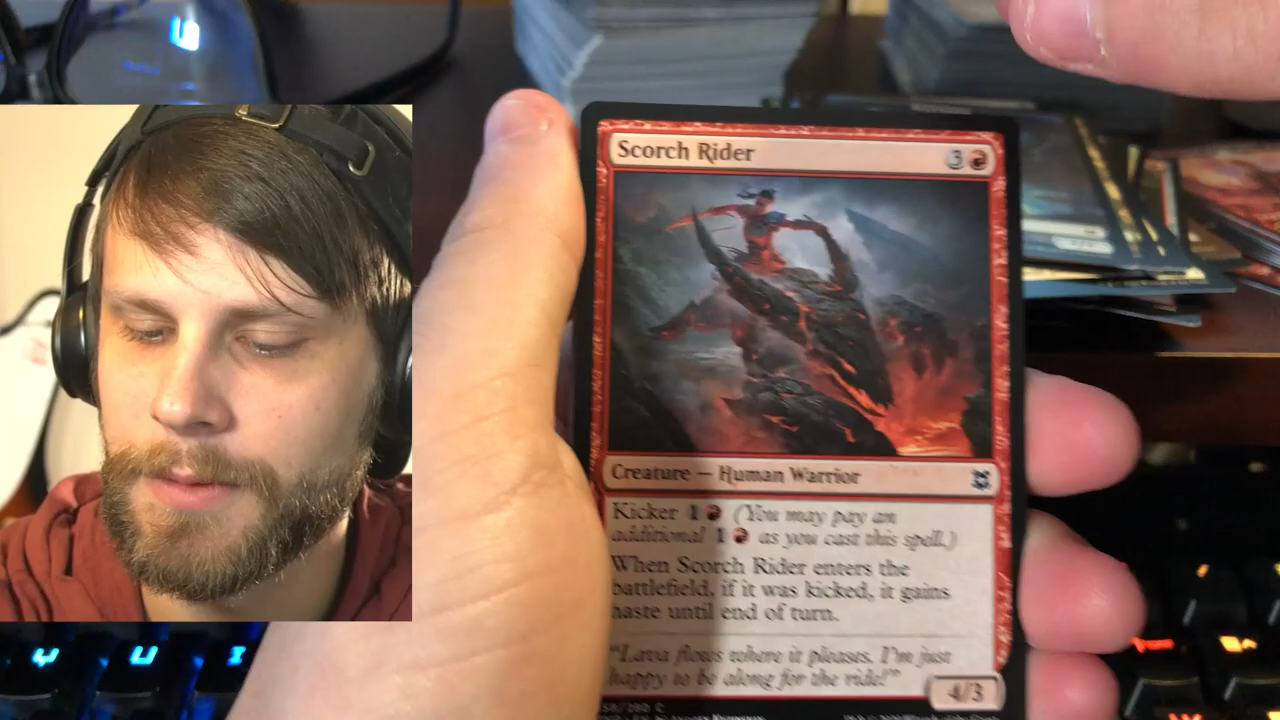 Scorch Rider
3
Creature — Human Warrior
Kicker 1 (You may pay an
additional 1 as you cast this spell.)
When Scorch Rider enters the
battlefield, if it was kicked, it gains
haste until end of turn.
"Lava flows where it pleases. I'm just
happy to be along for the ride!"
4/3
U
I